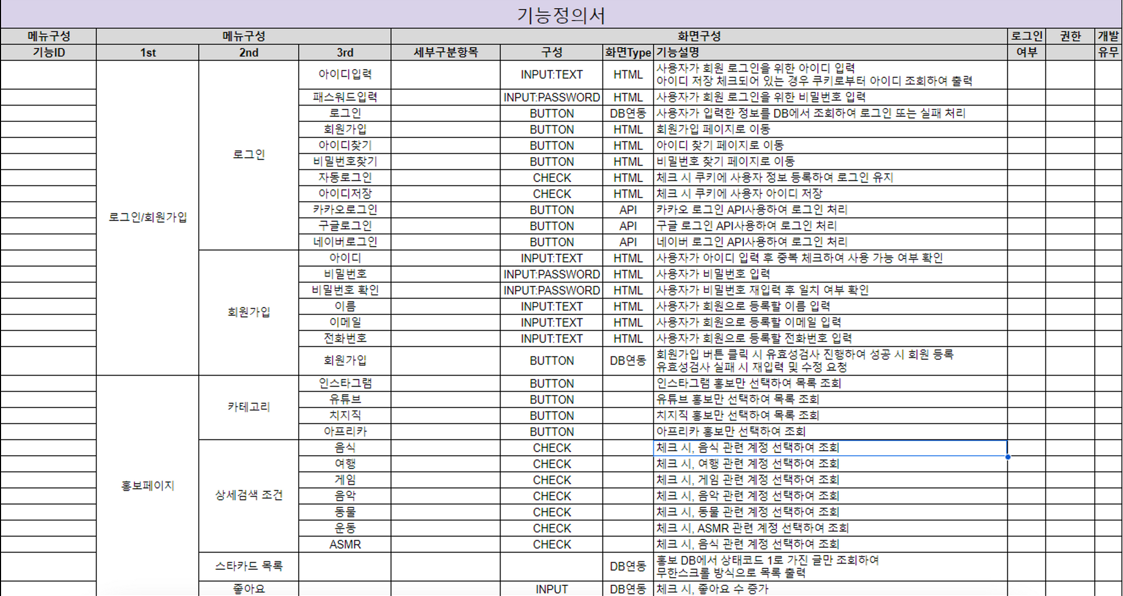 기능정의서
메뉴구성 메뉴구성 화면구성 로그인 권한 개발
기능ID 1st 2nd 3rd 세부구분항목 구성 화면Type 기능설명 여부 유무
로그인/회원가입 로그인 아이디입력 INPUT:TEXT HTML 사용자가 회원 로그인을 위한 아이디 입력
아이디 저장 체크되어 있는 경우 쿠키로부터 아이디 조회하여 출력
패스워드입력 INPUT:PASSWORD HTML 사용자가 회원 로그인을 위한 비밀번호 입력
로그인 BUTTON DB연동 사용자가 입력한 정보를 DB에서 조회하여 로그인 또는 실패 처리
회원가입 BUTTON HTML 회원가입 페이지로 이동
아이디찾기 BUTTON HTML 아이디 찾기 페이지로 이동
비밀번호찾기 BUTTON HTML 비밀번호 찾기 페이지로 이동
자동로그인 CHECK HTML 체크 시 쿠키에 사용자 정보 등록하여 로그인 유지
아이디저장 CHECK HTML 체크 시 쿠키에 사용자 아이디 저장
카카오로그인 BUTTON API 카카오 로그인 API사용하여 로그인 처리
구글로그인 BUTTON API 구글 로그인 API사용하여 로그인 처리
네이버로그인 BUTTON API 네이버 로그인 API사용하여 로그인 처리
회원가입 아이디 INPUT:TEXT HTML 사용자가 아이디 입력 후 중복 체크하여 사용 가능 여부 확인
비밀번호 INPUT:PASSWORD HTML 사용자가 비밀번호 입력
비밀번호 확인 INPUT:PASSWORD HTML 사용자가 비밀번호 재입력 후 일치 여부 확인
이름 INPUT:TEXT HTML 사용자가 회원으로 등록할 이름 입력
이메일 INPUT:TEXT HTML 사용자가 회원으로 등록할 이메일 입력
전화번호 INPUT:TEXT HTML 사용자가 회원으로 등록할 전화번호 입력
회원가입 BUTTON DB연동 회원가입 버튼 클릭 시 유효성검사 진행하여 성공 시 회원 등록
유효성검사 실패 시 재입력 및 수정 요청
홍보페이지 카테고리 인스타그램 BUTTON 인스타그램 홍보만 선택하여 목록 조회
유튜브 BUTTON 유튜브 홍보만 선택하여 목록 조회
치지직 BUTTON 치지직 홍보만 선택하여 목록 조회
아프리카 BUTTON 아프리카 홍보만 선택하여 조회
상세검색 조건 음식 CHECK 체크 시, 음식 관련 계정 선택하여 조회
여행 CHECK 체크 시, 여행 관련 계정 선택하여 조회
게임 CHECK 체크 시, 게임 관련 계정 선택하여 조회
음악 CHECK 체크 시, 음악 관련 계정 선택하여 조회
동물 CHECK 체크 시, 동물 관련 계정 선택하여 조회
운동 CHECK 체크 시, ASMR 관련 계정 선택하여 조회
ASMR CHECK 체크 시, 음식 관련 계정 선택하여 조회
스타카드 목록 DB연동 홍보 DB에서 상태코드 1로 가진 글만 조회하여
무한스크롤 방식으로 목록 출력
좋아요 INPUT DB연동 체크 시, 좋아요 수 증가